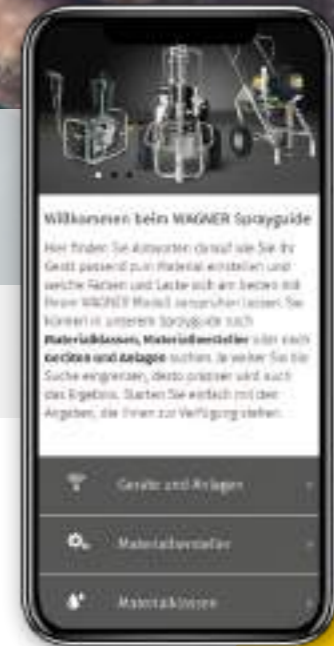 Willkommen beim WAGNER Sprayguide
Hier finden Sie Antworten darauf wie Sie Ihr
Gerät passend zum Material einstellen und
welche Farben und Lacke sich am besten mit
Ihrem WAGNER Modell verspruhen lassen. Sie
können in unserem Sprayguide nach
Materialklassen, Materialhersteller oder nach
Geräten und Anlagen suchen. Je weiter Sie die
Suche eingrenzen, desto präziser wird auch
das Ergebnis. Starten Sie einfach mit den
Angaben, die Ihnen zur Verfügung stehen.
Geräte und Anlagen
Materialhersteller
Materialklassen